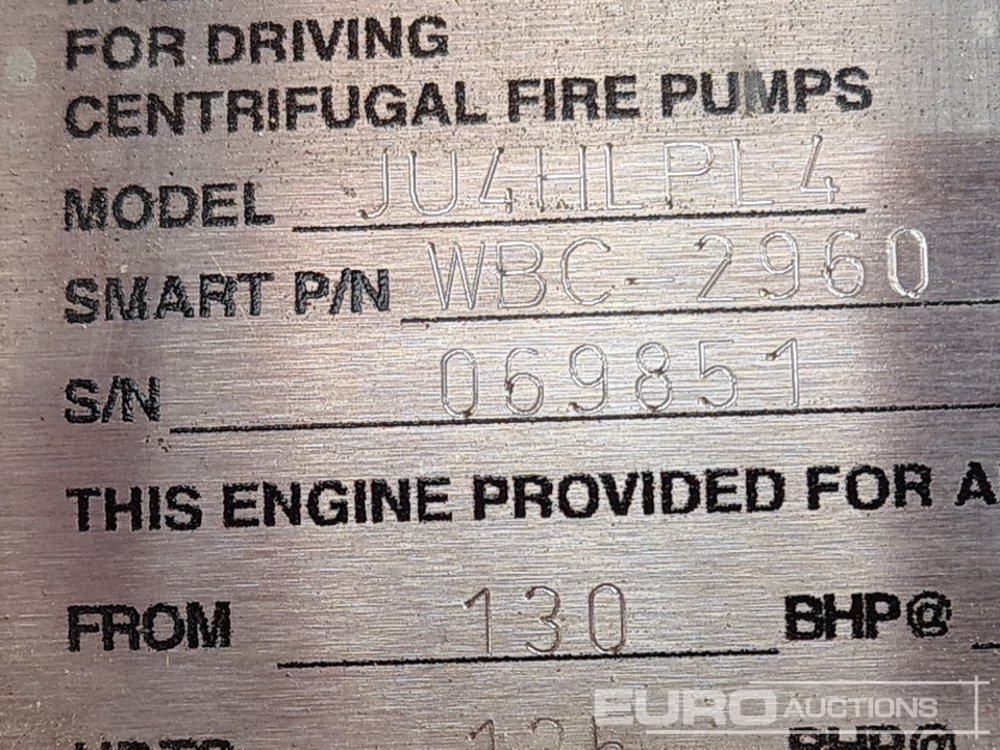 FOR DRIVING
CENTRIFUGAL FIRE PUMPS
MODEL JU4HLPL4
SMART P/N WBC-2960
S/N 069851
THIS ENGINE PROVIDED FOR A
FROM 130 BHP@
BHP@
EURO AUCTIONS